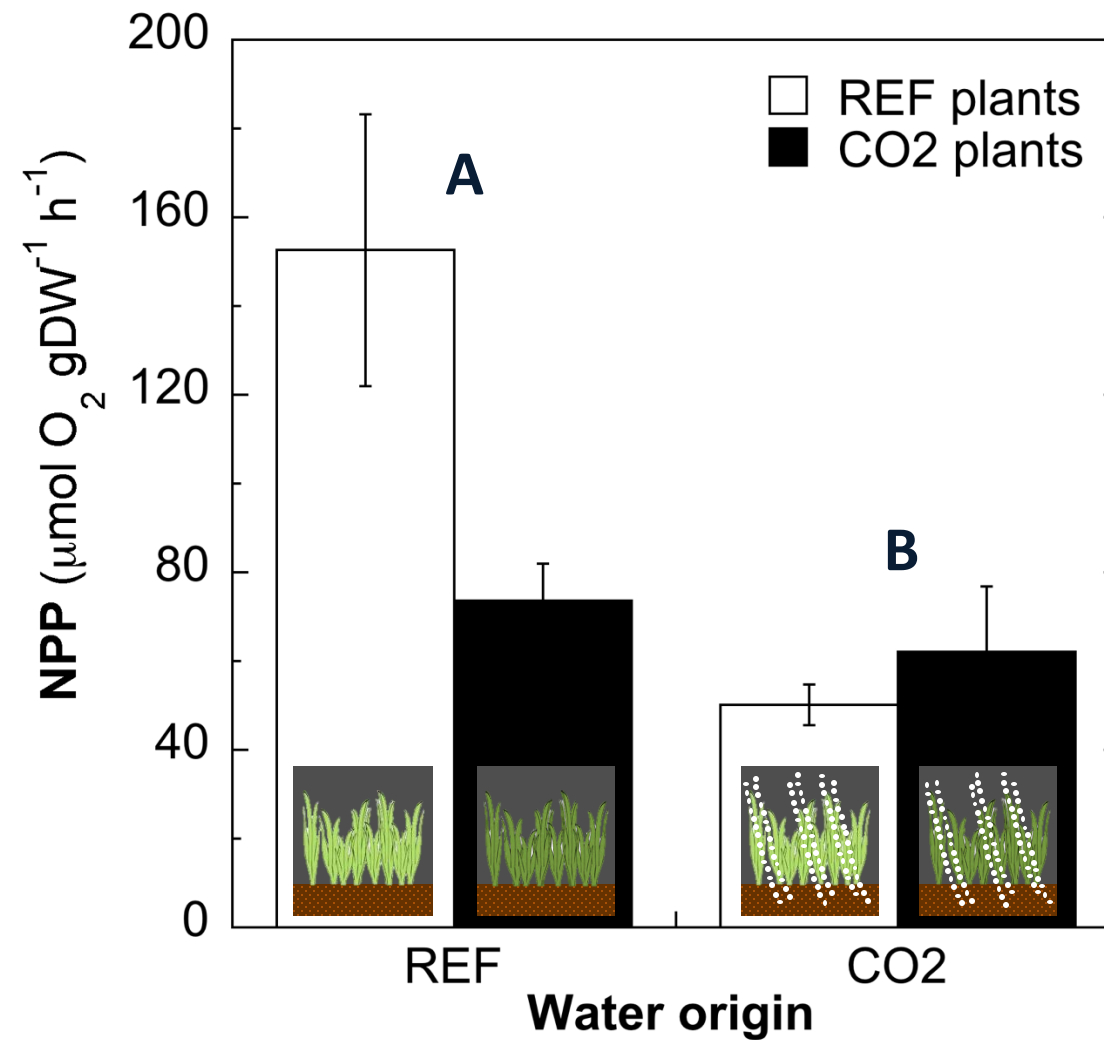 200
160
120
80
40
0
NPP (μmol O2 gDW-1 h-1)
REF plants
CO2 plants
A
B
REF
CO2
Water origin